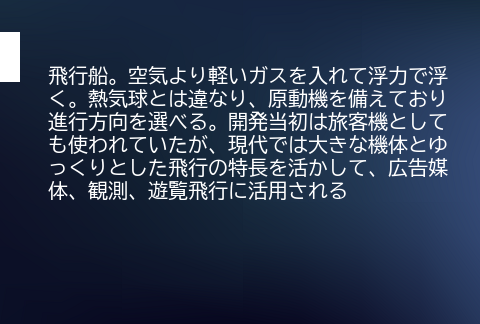 飛行船。空気より軽いガスを入れて浮力で浮
く。熱気球とは違なり、原動機を備えており
進行方向を選べる。開発当初は旅客機として
も使われていたが、現代では大きな機体とゆ
っくりとした飛行の特長を活かして、広告媒
体、観測、遊覧飛行に活用される